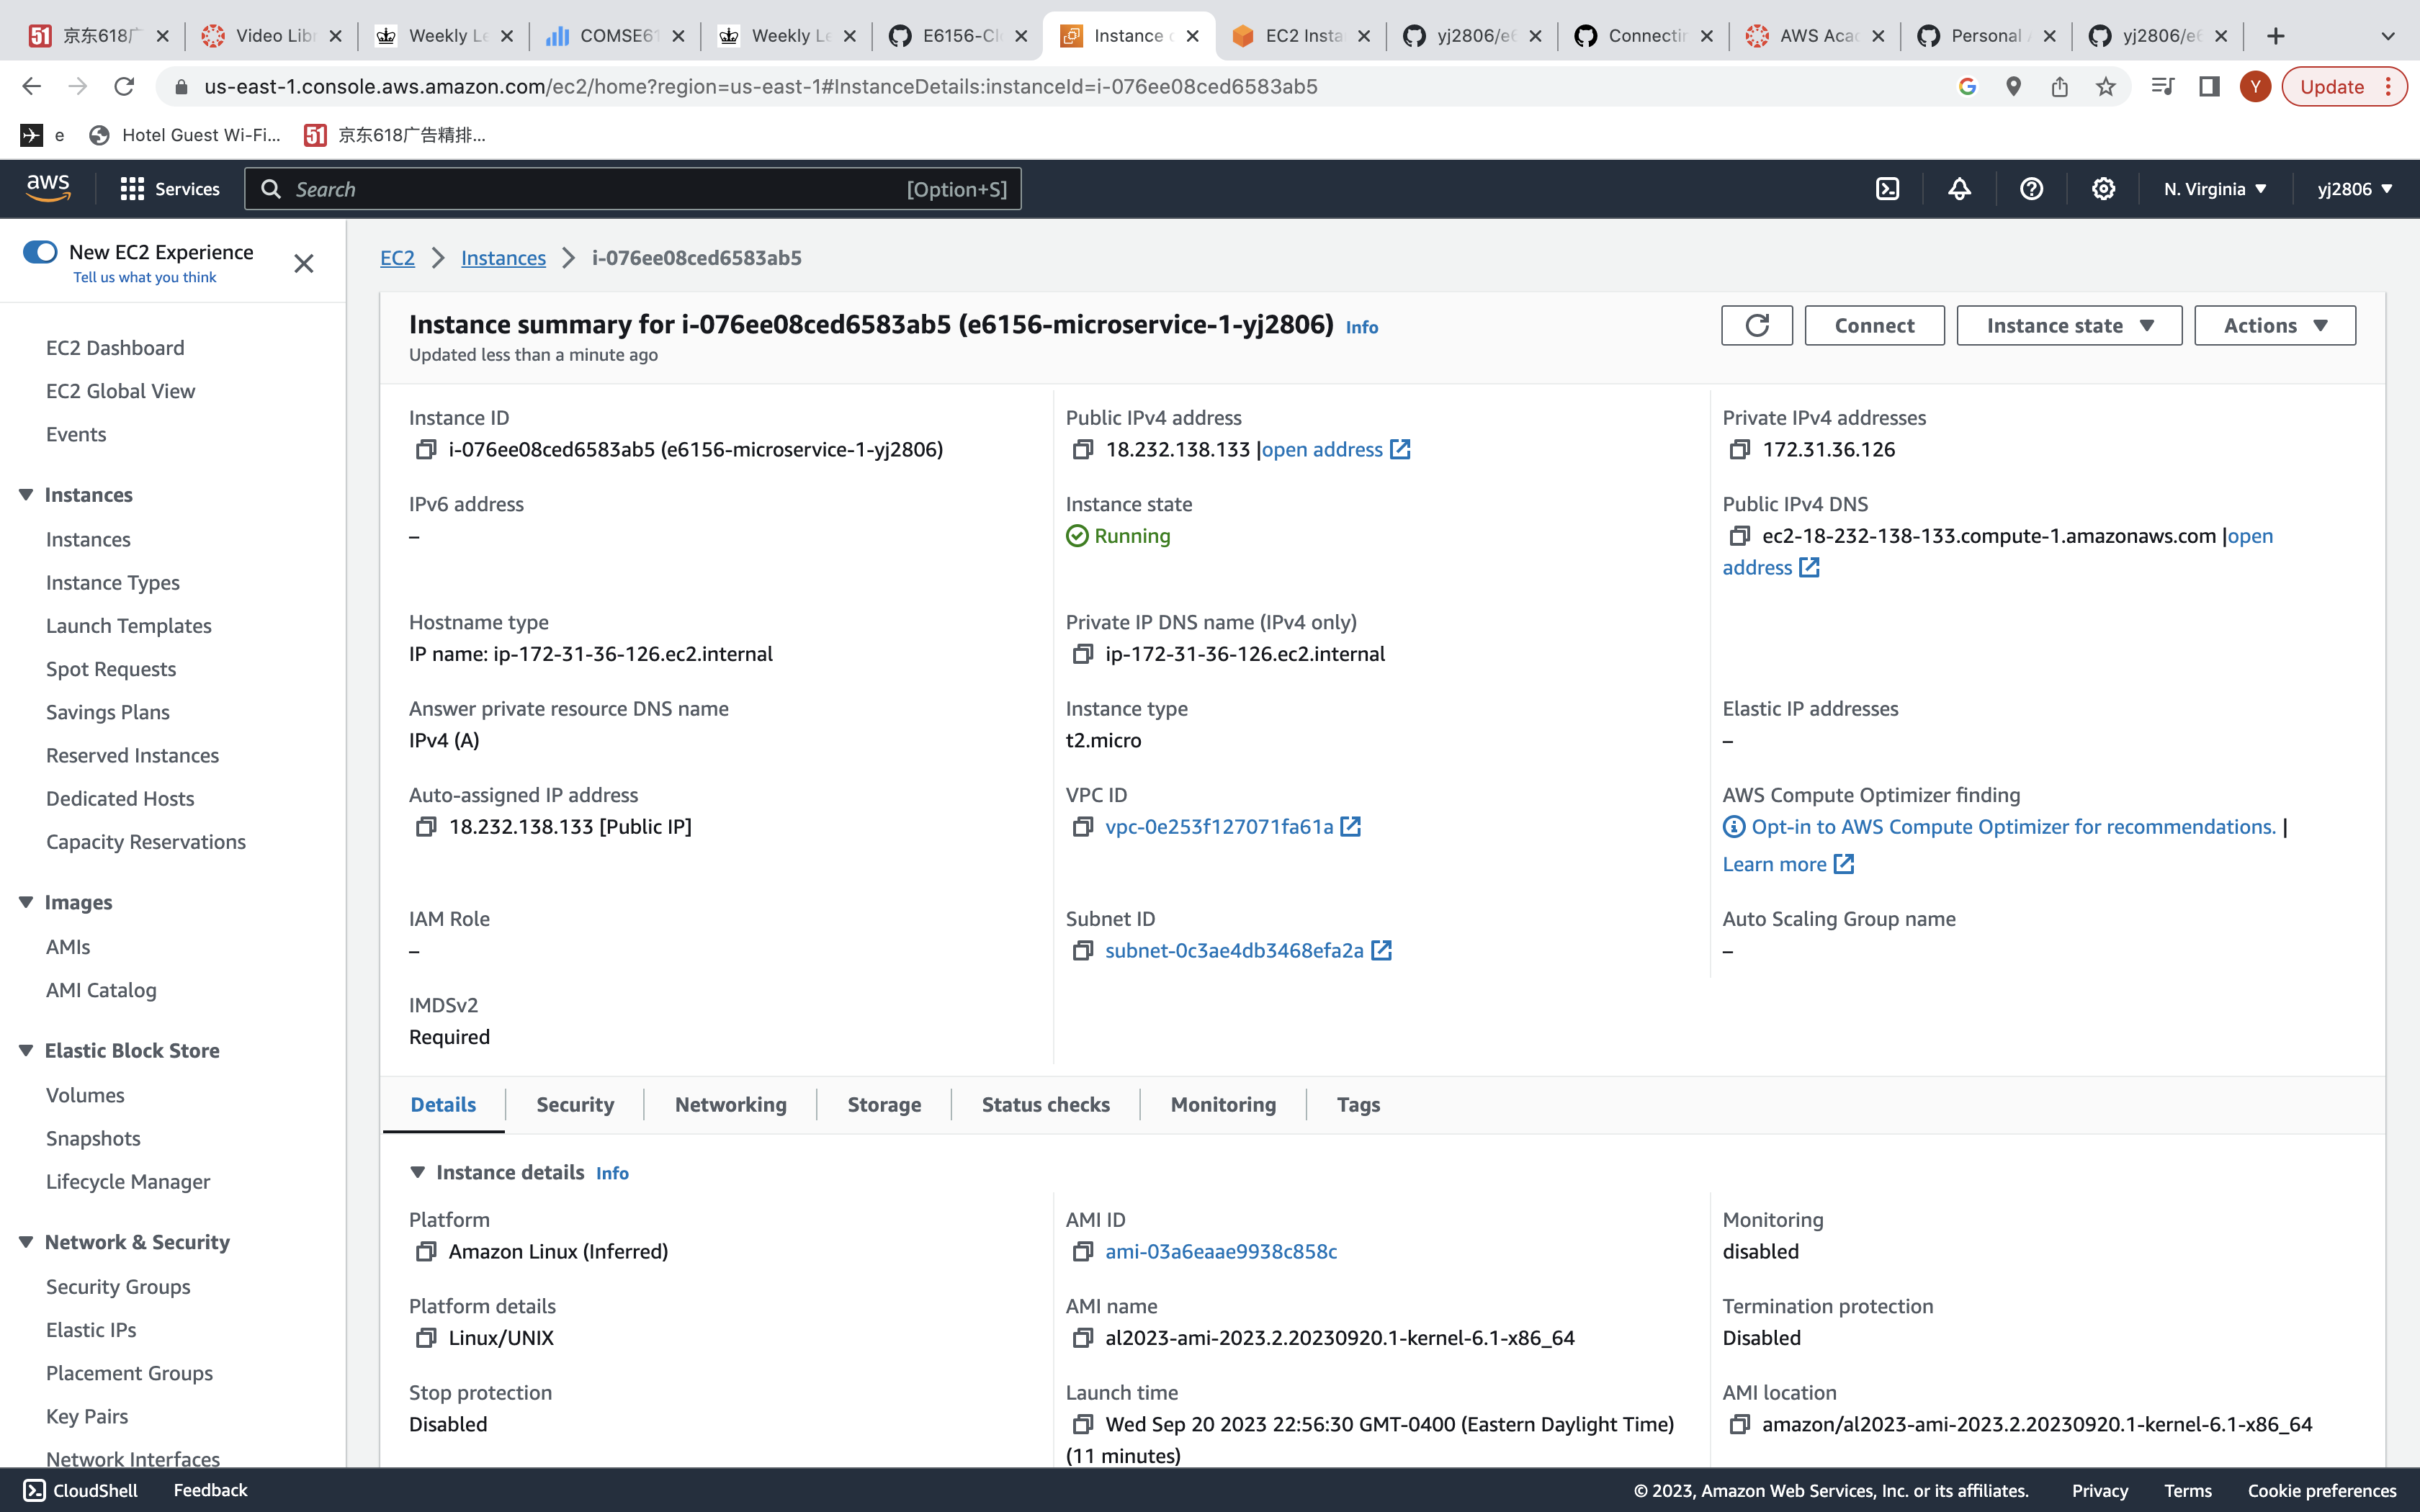 京东618广
Video Lib
Weekly Le
COMSE61
Weekly Le
E6156-Cl
Instance
EC2 Insta
yj2806/e6
Connectin
AWS Aca
Personal
yj2806/e6
us-east-1.console.aws.amazon.com/ec2/home?region=us-east-1#InstanceDetails:instanceId=i-076ee08ced6583ab5
Y
Update
e
Hotel Guest Wi-Fi...
51
京东618广告精排...
aws
Services
Search
[Option+S]
N. Virginia
yj2806
New EC2 Experience
Tell us what you think
EC2 Dashboard
EC2 Global View
Events
Instances
Instances
Instance Types
Launch Templates
Spot Requests
Savings Plans
Reserved Instances
Dedicated Hosts
Capacity Reservations
Images
AMIs
AMI Catalog
Elastic Block Store
Volumes
Snapshots
Lifecycle Manager
Network & Security
Security Groups
Elastic IPs
Placement Groups
Key Pairs
Network Interfaces
EC2 > Instances > i-076ee08ced6583ab5
Instance summary for i-076ee08ced6583ab5 (e6156-microservice-1-yj2806) Info
Updated less than a minute ago
Connect
Instance state
Actions
Instance ID
i-076ee08ced6583ab5 (e6156-microservice-1-yj2806)
Public IPv4 address
18.232.138.133 |open address
Private IPv4 addresses
172.31.36.126
IPv6 address
–
Instance state
Running
Public IPv4 DNS
ec2-18-232-138-133.compute-1.amazonaws.com |open
address
Hostname type
IP name: ip-172-31-36-126.ec2.internal
Private IP DNS name (IPv4 only)
ip-172-31-36-126.ec2.internal
Answer private resource DNS name
IPv4 (A)
Instance type
t2.micro
Elastic IP addresses
–
Auto-assigned IP address
18.232.138.133 [Public IP]
VPC ID
vpc-0e253f127071fa61a
AWS Compute Optimizer finding
Opt-in to AWS Compute Optimizer for recommendations. |
Learn more
IAM Role
–
Subnet ID
subnet-0c3ae4db3468efa2a
Auto Scaling Group name
–
IMDSv2
Required
Details
Security
Networking
Storage
Status checks
Monitoring
Tags
Instance details Info
Platform
Amazon Linux (Inferred)
AMI ID
ami-03a6eaae9938c858c
Monitoring
disabled
Platform details
Linux/UNIX
AMI name
al2023-ami-2023.2.20230920.1-kernel-6.1-x86_64
Termination protection
Disabled
Stop protection
Disabled
Launch time
Wed Sep 20 2023 22:56:30 GMT-0400 (Eastern Daylight Time)
(11 minutes)
AMI location
amazon/al2023-ami-2023.2.20230920.1-kernel-6.1-x86_64
CloudShell
Feedback
© 2023, Amazon Web Services, Inc. or its affiliates.
Privacy
Terms
Cookie preferences